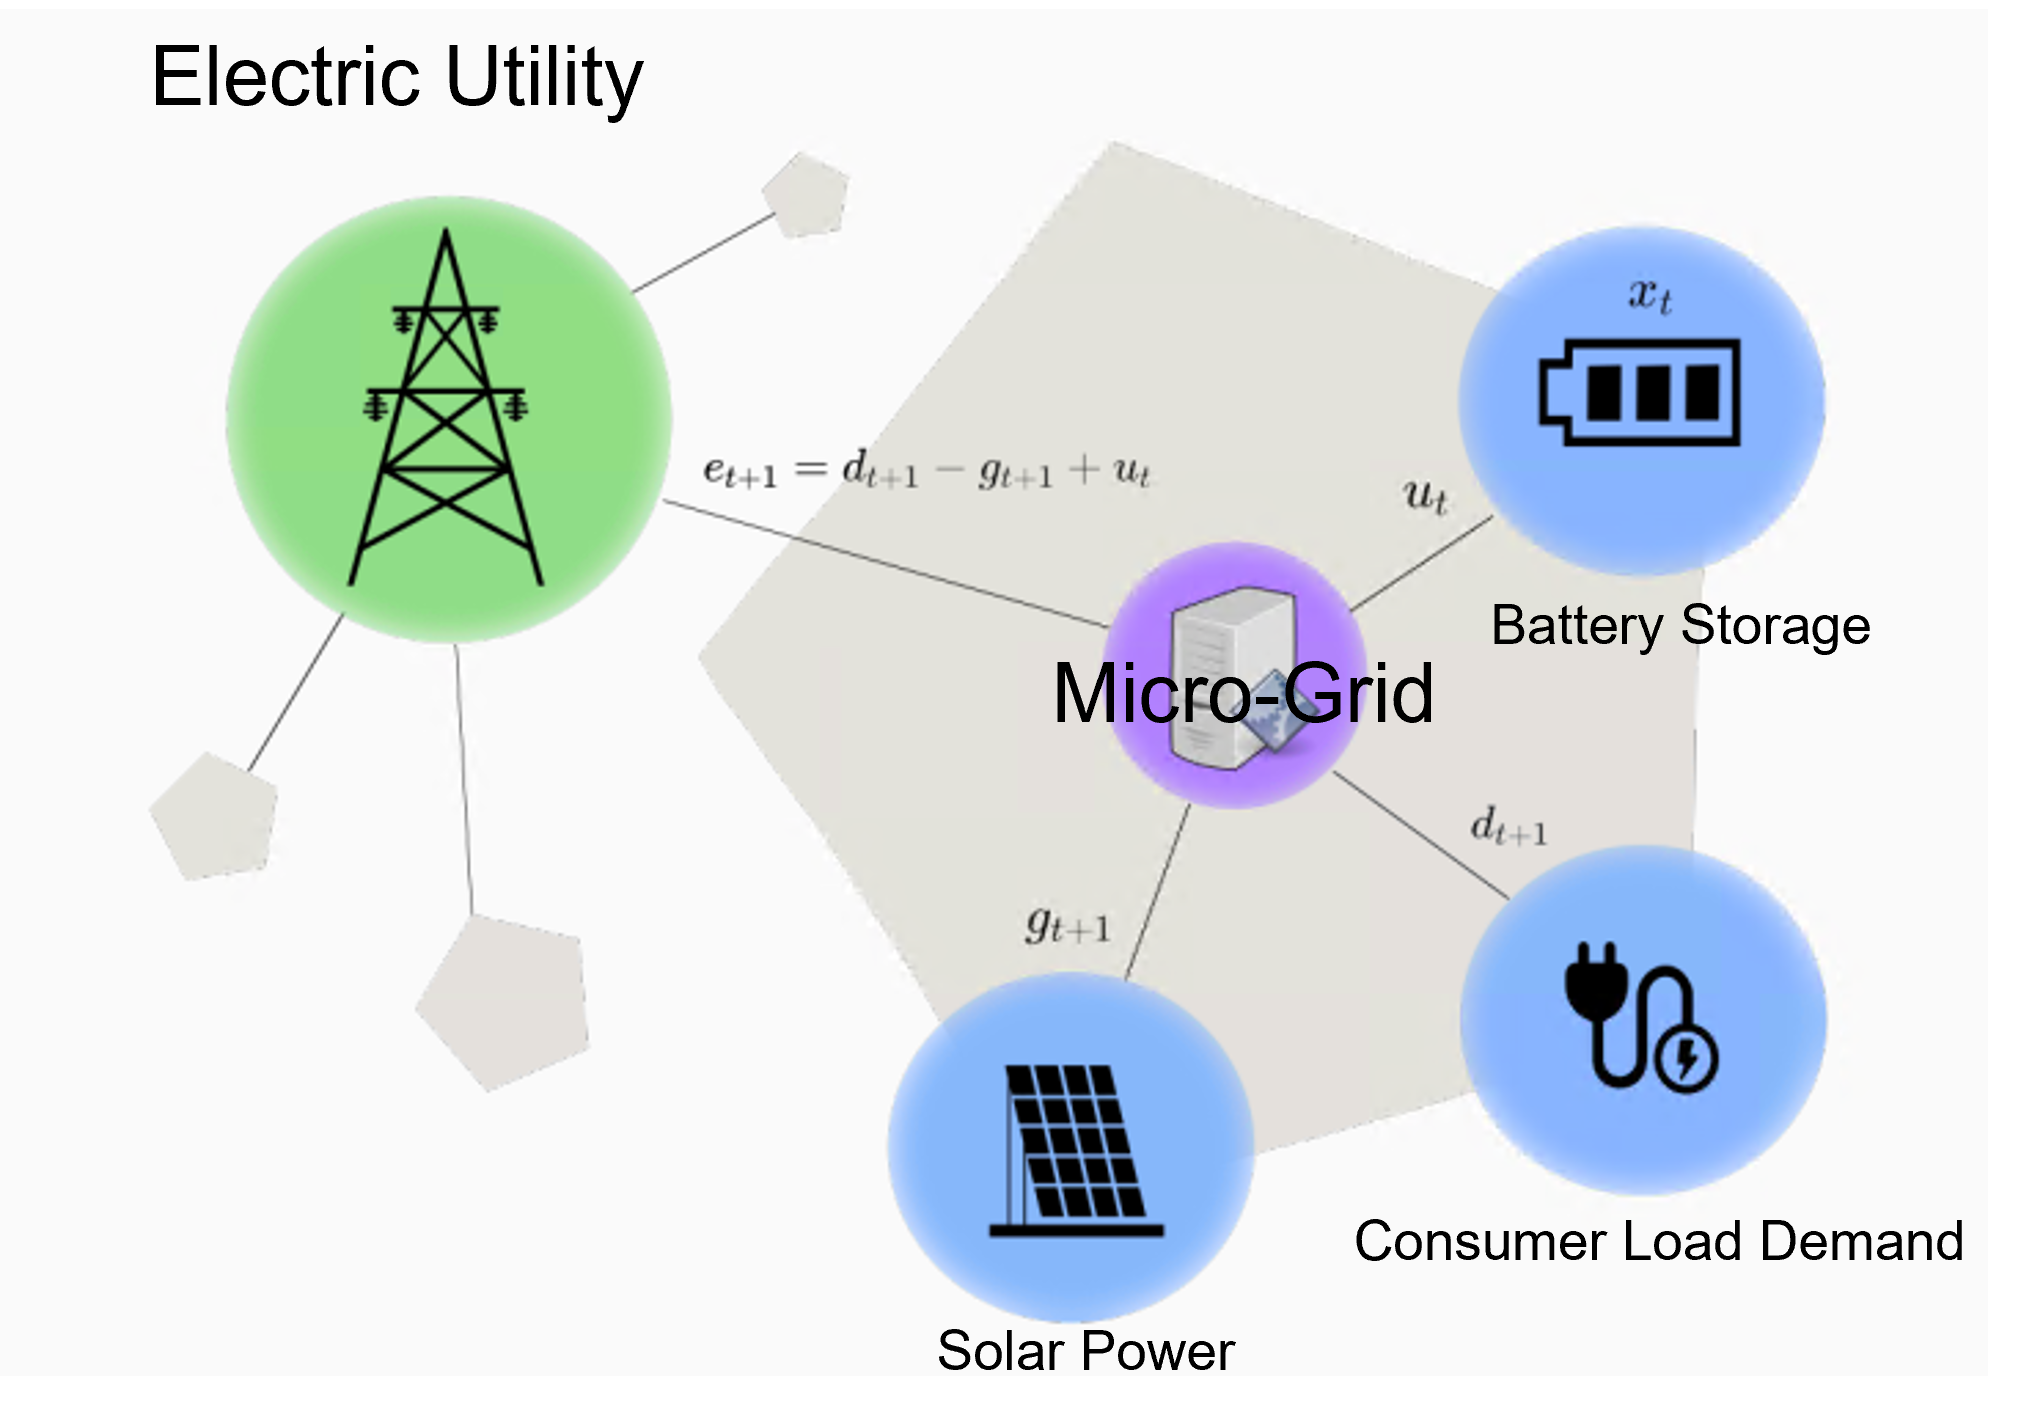 Electric Utility
x_t
e_{t+1} = d_{t+1} − g_{t+1} + u_t
u_t
Battery Storage
Micro-Grid
d_{t+1}
g_{t+1}
Consumer Load Demand
Solar Power